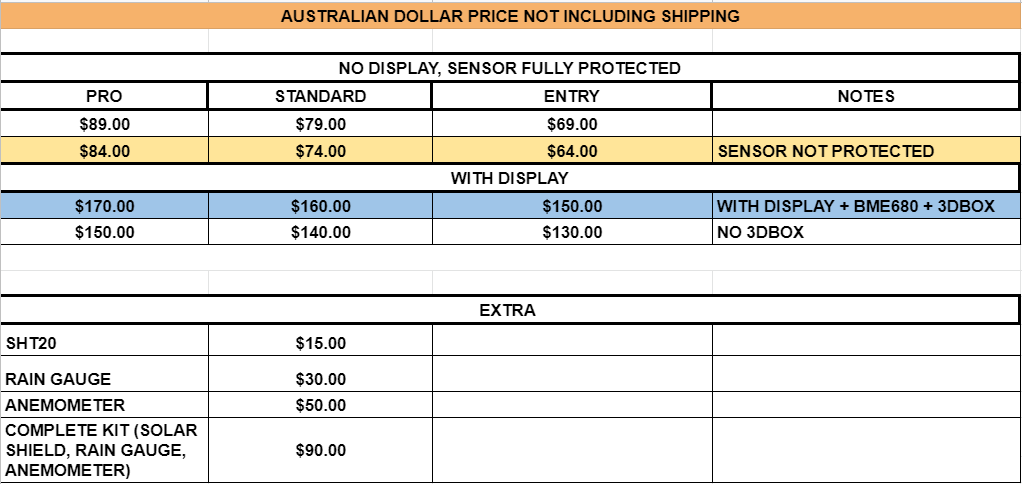 AUSTRALIAN DOLLAR PRICE NOT INCLUDING SHIPPING
NO DISPLAY, SENSOR FULLY PROTECTED
PRO STANDARD ENTRY NOTES
$89.00 $79.00 $69.00
$84.00 $74.00 $64.00 SENSOR NOT PROTECTED
WITH DISPLAY
$170.00 $160.00 $150.00 WITH DISPLAY + BME680 + 3DBOX
$150.00 $140.00 $130.00 NO 3DBOX
EXTRA
SHT20 $15.00
RAIN GAUGE $30.00
ANEMOMETER $50.00
COMPLETE KIT (SOLAR
SHIELD, RAIN GAUGE, $90.00
ANEMOMETER)